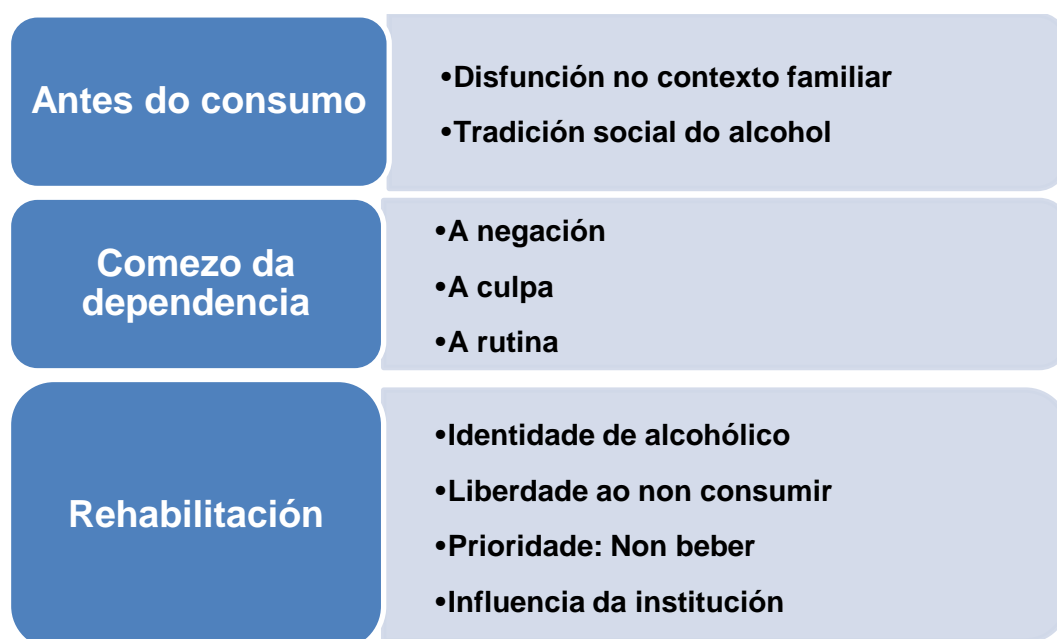 Antes do consumo
•Disfunción no contexto familiar
•Tradición social do alcohol
Comezo da
dependencia
•A negación
•A culpa
•A rutina
Rehabilitación
•Identidade de alcohólico
•Liberdade ao non consumir
•Prioridade: Non beber
•Influencia da institución